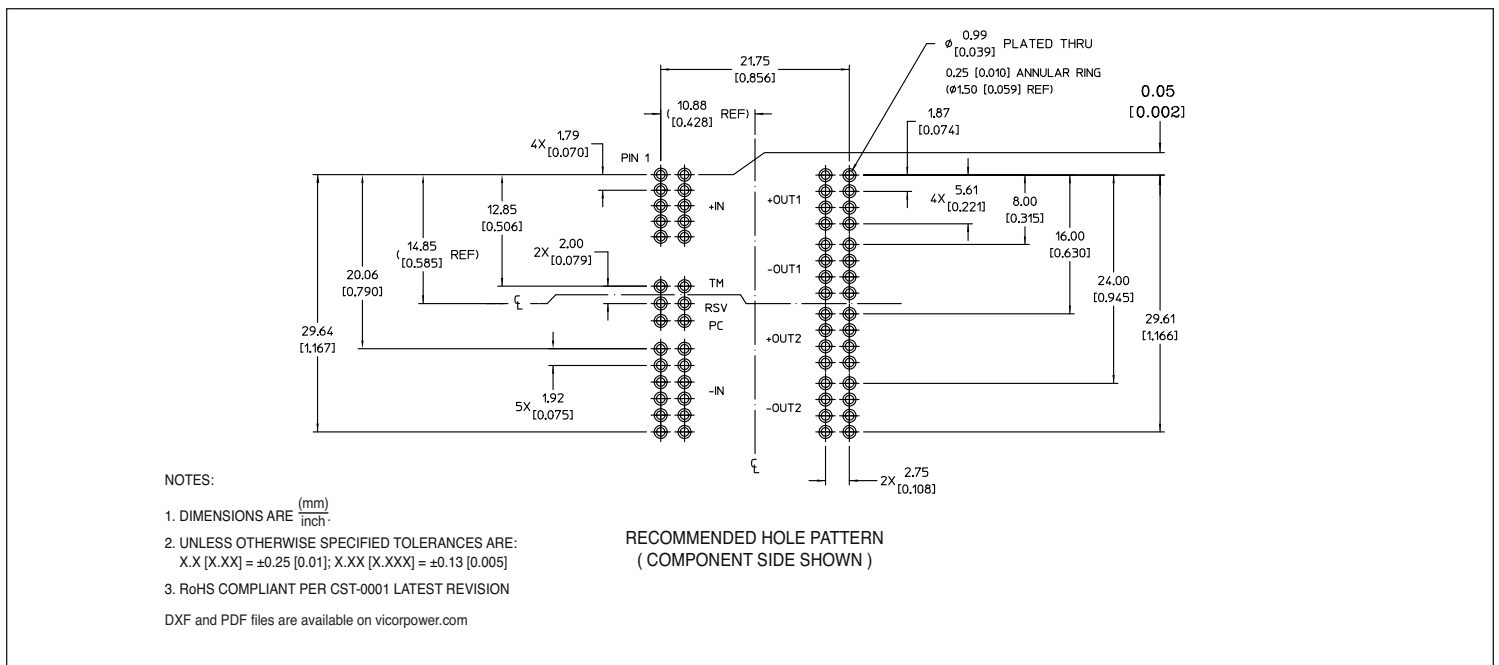 ø 0.99 [0.039] PLATED THRU
0.25 [0.010] ANNULAR RING
(ø1.50 [0.059] REF)
21.75
[0.856]
( 10.88 [0.428] REF)
0.05
[0.002]
1.87
[0.074]
4X 1.79 [0.070]
PIN 1
+IN
+OUT1
4X 5.61 [0.221]
8.00
[0.315]
12.85
[0.506]
( 14.85 [0.585] REF)
2X 2.00 [0.079]
16.00
[0.630]
20.06
[0.790]
-OUT1
TM
24.00
[0.945]
℄
RSV
PC
29.64
[1.167]
29.61
[1.166]
+OUT2
5X 1.92 [0.075]
-IN
-OUT2
℄
2X 2.75 [0.108]
NOTES:
1. DIMENSIONS ARE (mm) / inch.
2. UNLESS OTHERWISE SPECIFIED TOLERANCES ARE:
X.X [X.XX] = ±0.25 [0.01]; X.XX [X.XXX] = ±0.13 [0.005]
3. RoHS COMPLIANT PER CST-0001 LATEST REVISION
DXF and PDF files are available on vicorpower.com
RECOMMENDED HOLE PATTERN
( COMPONENT SIDE SHOWN )